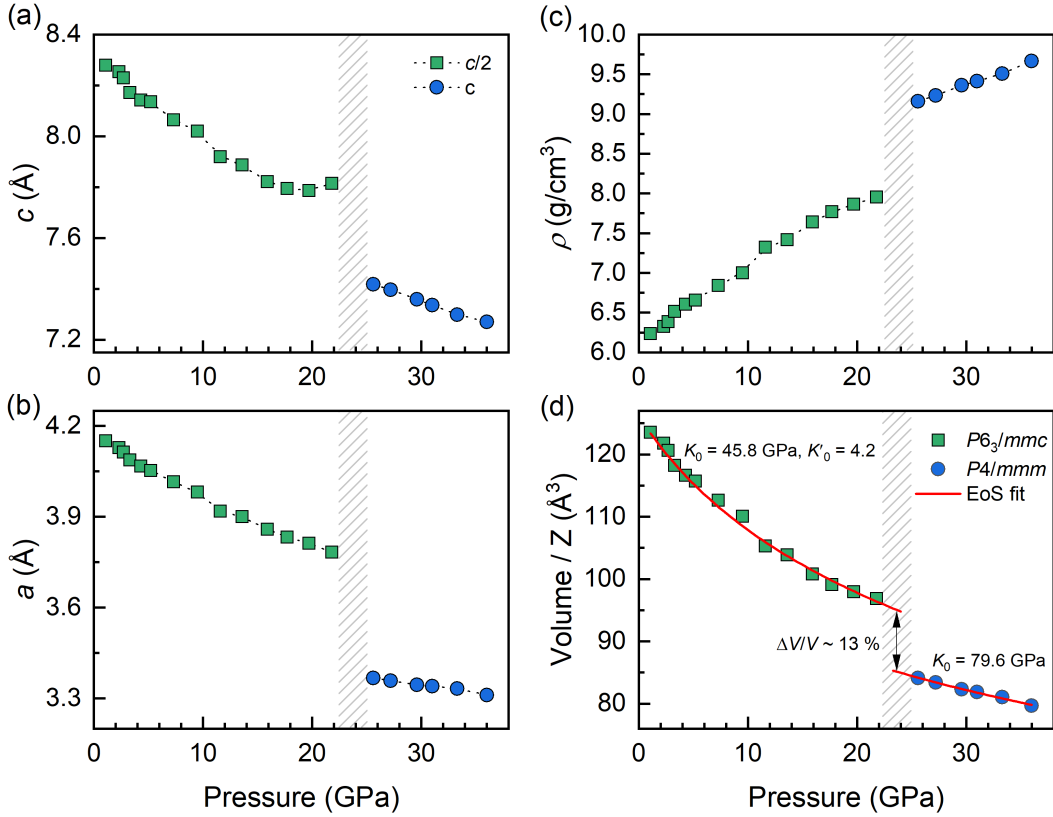 (a)
8.4
8.0
7.6
7.2
c (Å)
c/2
c
0 10 20 30
(b)
4.2
3.9
3.6
3.3
a (Å)
0 10 20 30
Pressure (GPa)
(c)
10.0
9.5
9.0
8.5
8.0
7.5
7.0
6.5
6.0
ρ (g/cm³)
0 10 20 30
(d)
120
110
100
90
80
Volume / Z (Å³)
K₀ = 45.8 GPa, K'₀ = 4.2
P6₃/mmc
P4/mmm
EoS fit
ΔV/V ~ 13 %
K₀ = 79.6 GPa
0 10 20 30
Pressure (GPa)